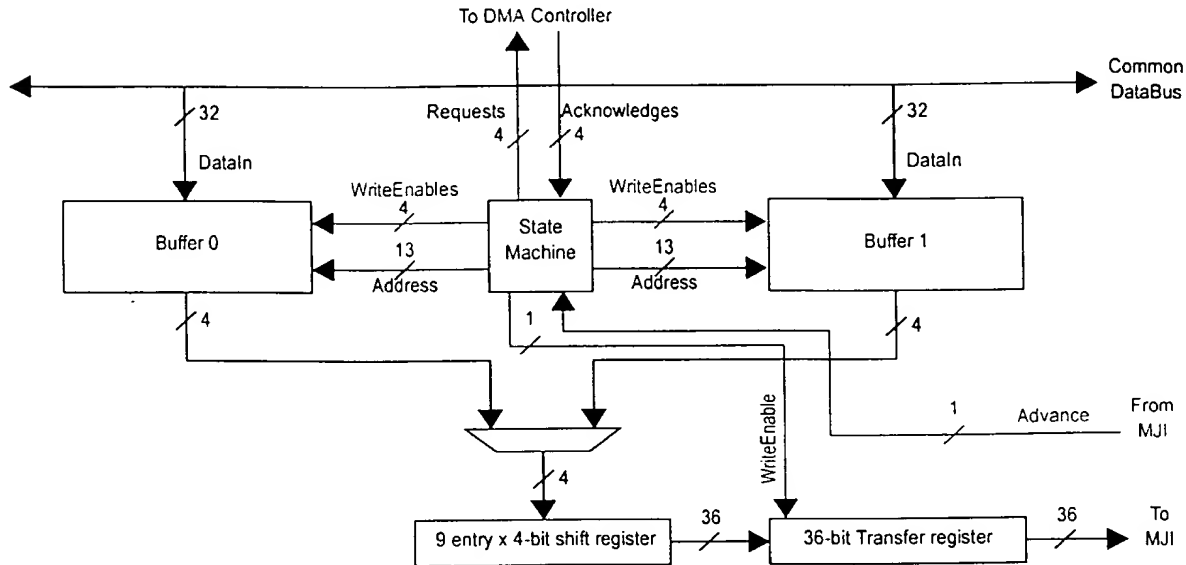 To DMA Controller
Common
DataBus
32
Requests
Acknowledges
32
4
4
DataIn
DataIn
WriteEnables
WriteEnables
4
4
State
Machine
Buffer 0
Buffer 1
13
13
Address
Address
4
1
4
WriteEnable
1
Advance
From
MJI
4
9 entry x 4-bit shift register
36
36-bit Transfer register
36
To
MJI